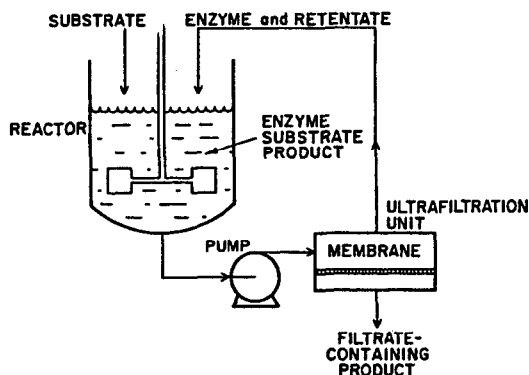 SUBSTRATE
ENZYME and RETENTATE
REACTOR
ENZYME
SUBSTRATE
PRODUCT
ULTRAFILTRATION
UNIT
PUMP
MEMBRANE
FILTRATE-
CONTAINING
PRODUCT